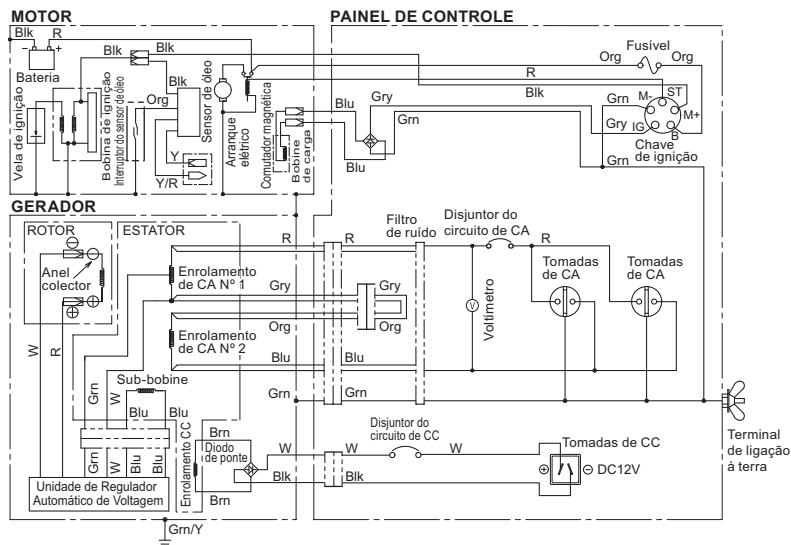 MOTOR
PAINEL DE CONTROLE
Blk
R
Bateria
Blk
Blk
Blk
Org
Y
Y/R
Vela de ignição
Bobina de ignição
Interruptor do sensor de óleo
Sensor de óleo
Arranque elétrico
Comutador magnética
Bobine de carga
Blu
Blu
Gry
Grn
Fusível
Org
Org
R
Blk
Grn
M-
ST
M+
Gry
IG
B
Chave
de ignição
Grn
GERADOR
ROTOR
ESTATOR
Anel
colector
W
R
Enrolamento
de CA Nº 1
Enrolamento
de CA Nº 2
R
R
Gry
Gry
Org
Org
Blu
Blu
Grn
Grn
Filtro
de ruído
Disjuntor do
circuito de CA
R
V
Voltímetro
Tomadas
de CA
Tomadas
de CA
Grn
W
Sub-bobine
Blu
Blu
Grn
W
Blu
Blu
Unidade de Regulador
Automático de Voltagem
Enrolamento CC
Brn
Diodo
de ponte
Brn
W
W
Blk
Blk
Disjuntor do
circuito de CC
W
Tomadas de CC
DC12V
Terminal
de ligação
à terra
Grn/Y